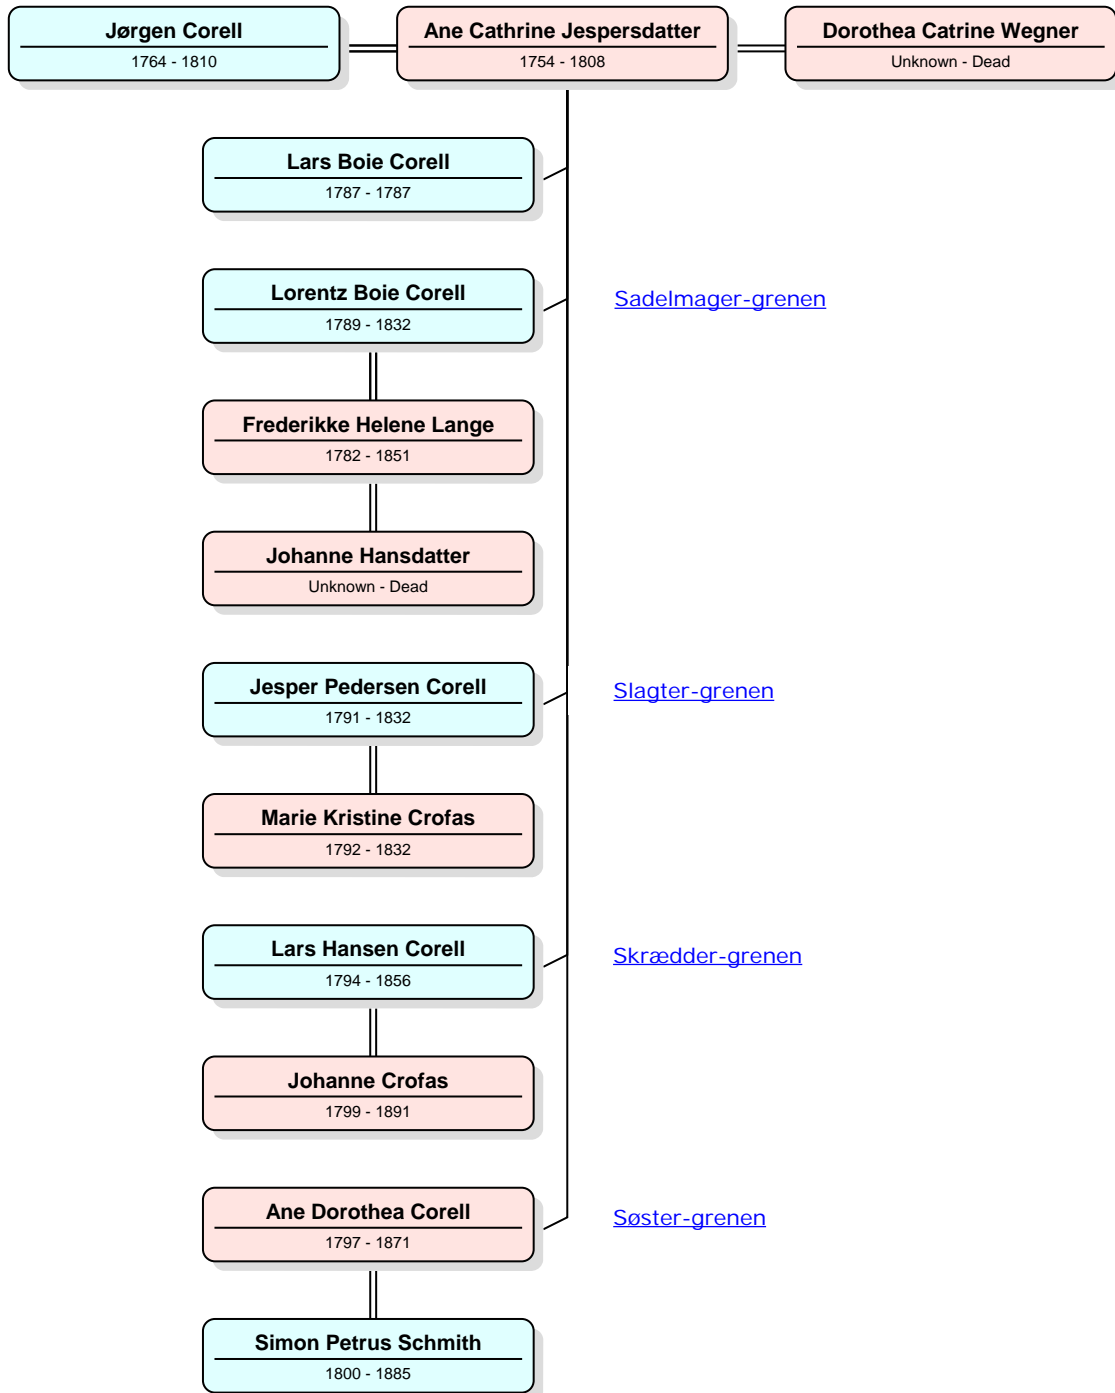 Jørgen Corell
1764 - 1810
Ane Cathrine Jespersdatter
1754 - 1808
Dorothea Catrine Wegner
Unknown - Dead
Lars Boie Corell
1787 - 1787
Lorentz Boie Corell
1789 - 1832
Sadelmager-grenen
Frederikke Helene Lange
1782 - 1851
Johanne Hansdatter
Unknown - Dead
Jesper Pedersen Corell
1791 - 1832
Slagter-grenen
Marie Kristine Crofas
1792 - 1832
Lars Hansen Corell
1794 - 1856
Skrædder-grenen
Johanne Crofas
1799 - 1891
Ane Dorothea Corell
1797 - 1871
Søster-grenen
Simon Petrus Schmith
1800 - 1885